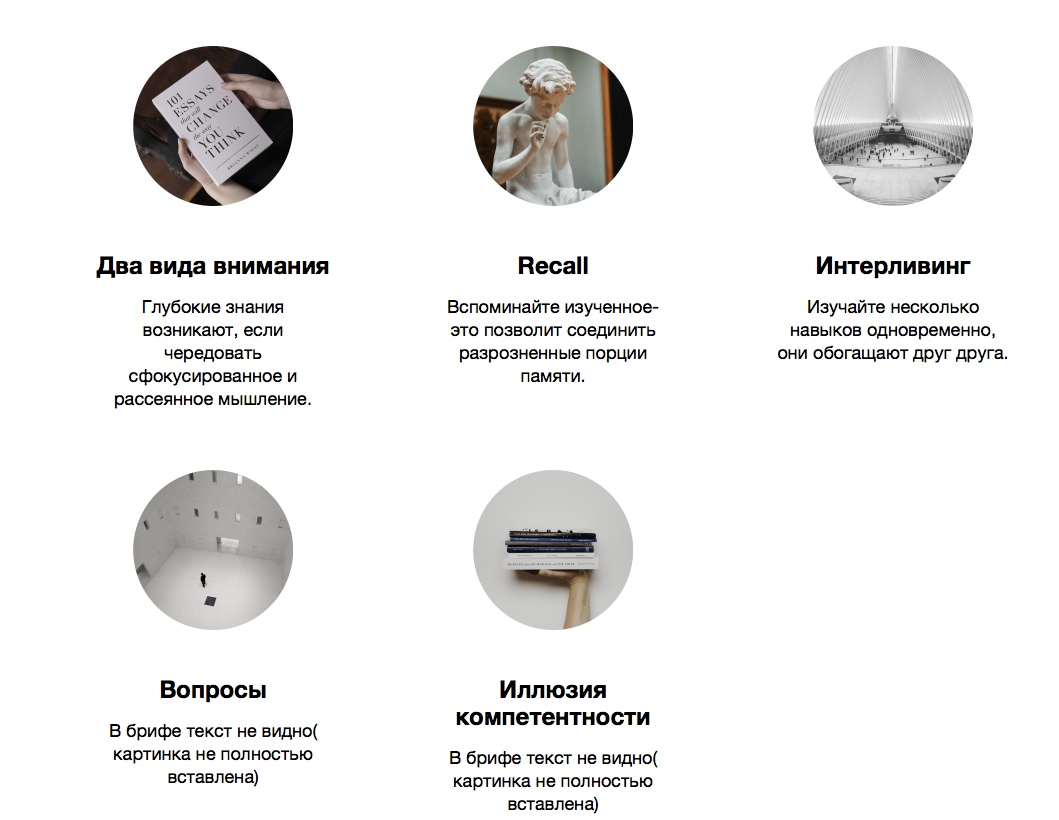 101
ESSAYS
that will
CHANGE
the way
YOU
THINK
BRIANNA WIEST
Два вида внимания
Глубокие знания
возникают, если
чередовать
сфокусированное и
рассеянное мышление.
Recall
Вспоминайте изученное-
это позволит соединить
разрозненные порции
памяти.
Интерливинг
Изучайте несколько
навыков одновременно,
они обогащают друг друга.
Вопросы
В брифе текст не видно(
картинка не полностью
вставлена)
Иллюзия
компетентности
В брифе текст не видно(
картинка не полностью
вставлена)